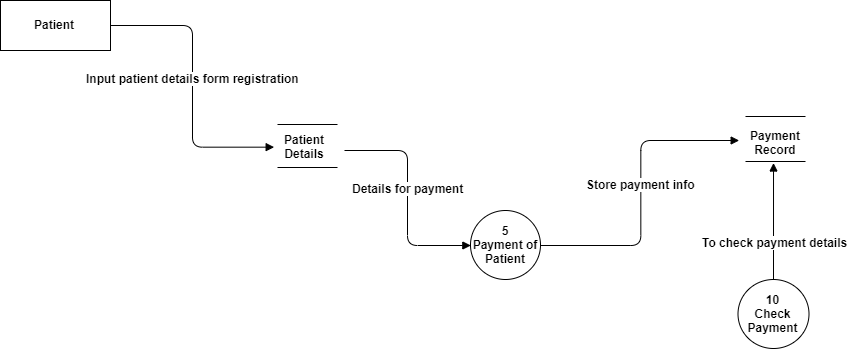 Patient
Input patient details form registration
Patient
Details
Details for payment
5
Payment of
Patient
Store payment info
Payment
Record
To check payment details
10
Check
Payment